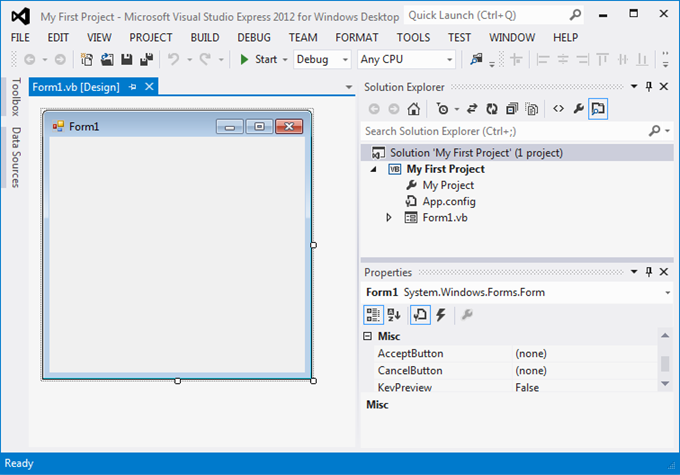 My First Project - Microsoft Visual Studio Express 2012 for Windows Desktop
Quick Launch (Ctrl+Q)
FILE EDIT VIEW PROJECT BUILD DEBUG TEAM FORMAT TOOLS TEST WINDOW HELP
Start Debug Any CPU
Toolbox
Data Sources
Form1.vb [Design]
Form1
Solution Explorer
Search Solution Explorer (Ctrl+;)
Solution 'My First Project' (1 project)
VB My First Project
My Project
App.config
Form1.vb
Properties
Form1 System.Windows.Forms.Form
Misc
AcceptButton (none)
CancelButton (none)
KeyPreview False
Misc
Ready